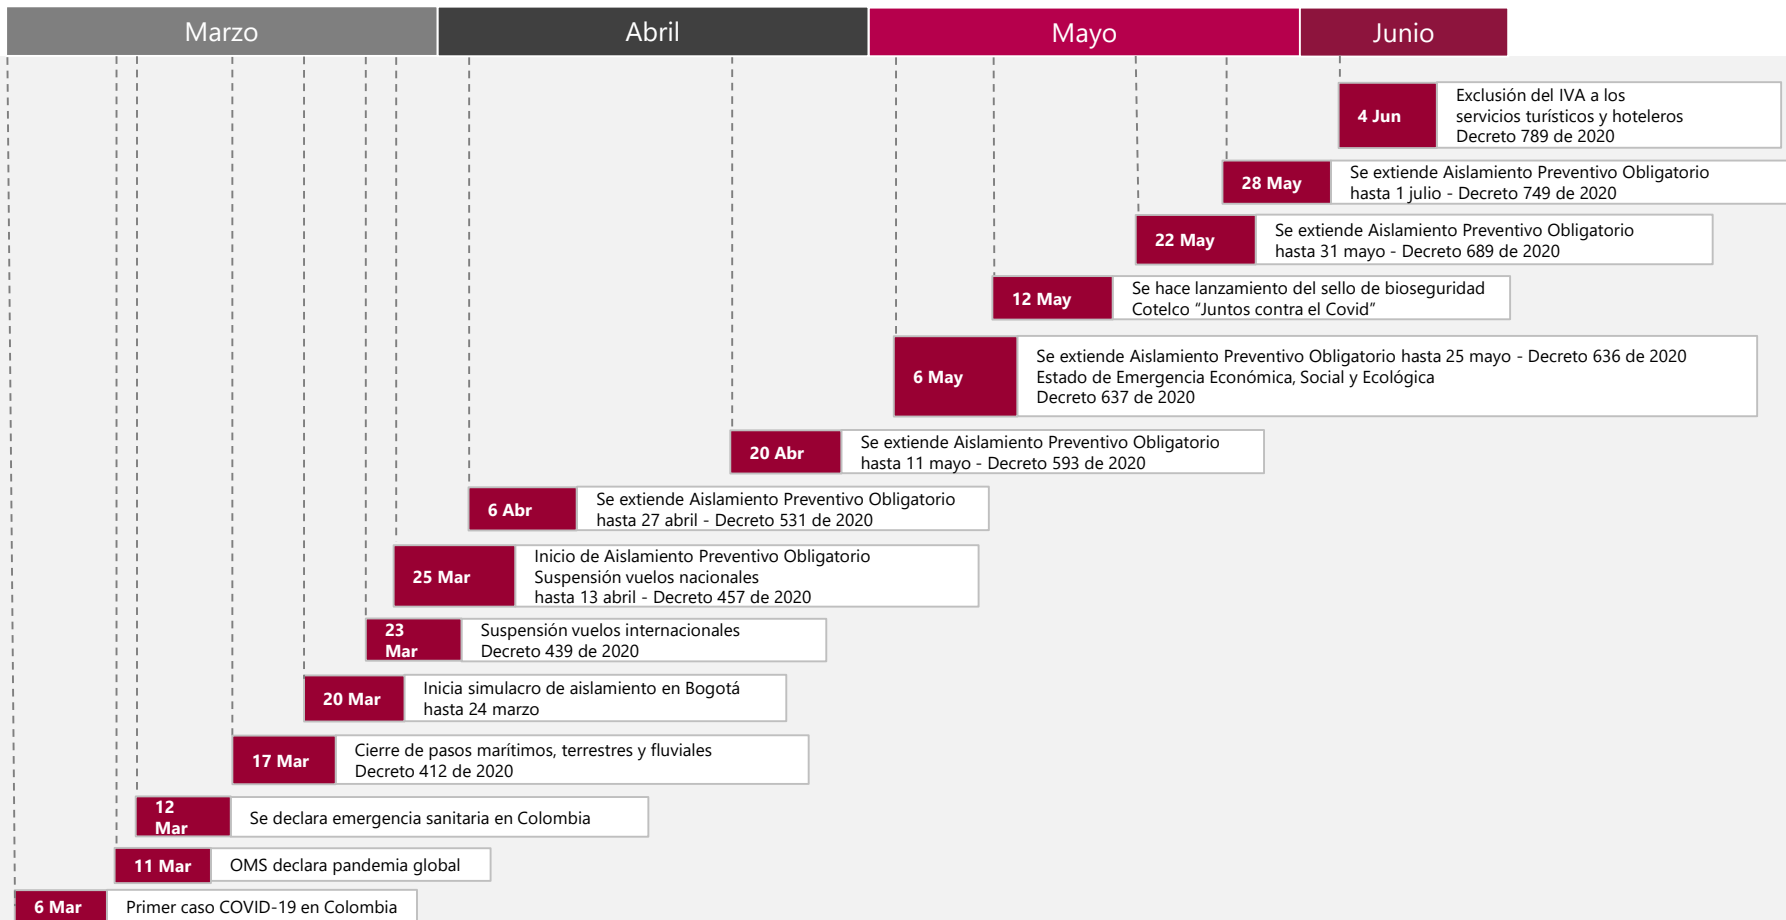 Marzo
Abril
Mayo
Junio
4 Jun
Exclusión del IVA a los
servicios turísticos y hoteleros
Decreto 789 de 2020
28 May
Se extiende Aislamiento Preventivo Obligatorio
hasta 1 julio - Decreto 749 de 2020
22 May
Se extiende Aislamiento Preventivo Obligatorio
hasta 31 mayo - Decreto 689 de 2020
12 May
Se hace lanzamiento del sello de bioseguridad
Cotelco “Juntos contra el Covid”
6 May
Se extiende Aislamiento Preventivo Obligatorio hasta 25 mayo - Decreto 636 de 2020
Estado de Emergencia Económica, Social y Ecológica
Decreto 637 de 2020
20 Abr
Se extiende Aislamiento Preventivo Obligatorio
hasta 11 mayo - Decreto 593 de 2020
6 Abr
Se extiende Aislamiento Preventivo Obligatorio
hasta 27 abril - Decreto 531 de 2020
25 Mar
Inicio de Aislamiento Preventivo Obligatorio
Suspensión vuelos nacionales
hasta 13 abril - Decreto 457 de 2020
23
Mar
Suspensión vuelos internacionales
Decreto 439 de 2020
20 Mar
Inicia simulacro de aislamiento en Bogotá
hasta 24 marzo
17 Mar
Cierre de pasos marítimos, terrestres y fluviales
Decreto 412 de 2020
12
Mar
Se declara emergencia sanitaria en Colombia
11 Mar
OMS declara pandemia global
6 Mar
Primer caso COVID-19 en Colombia